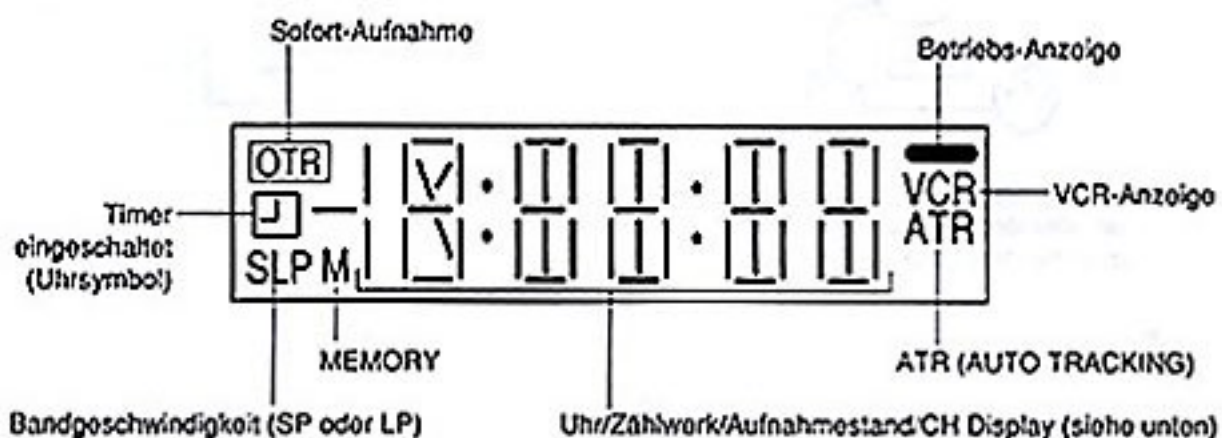 Sofort-Aufnahme
Betriebs-Anzeige
OTR
VCR
VCR-Anzeige
ATR
Timer
eingeschaltet
(Uhrsymbol)
SLP M
MEMORY
ATR (AUTO TRACKING)
Bandgeschwindigkeit (SP oder LP)
Uhr/Zählwerk/Aufnahmestand/CH Display (siehe unten)